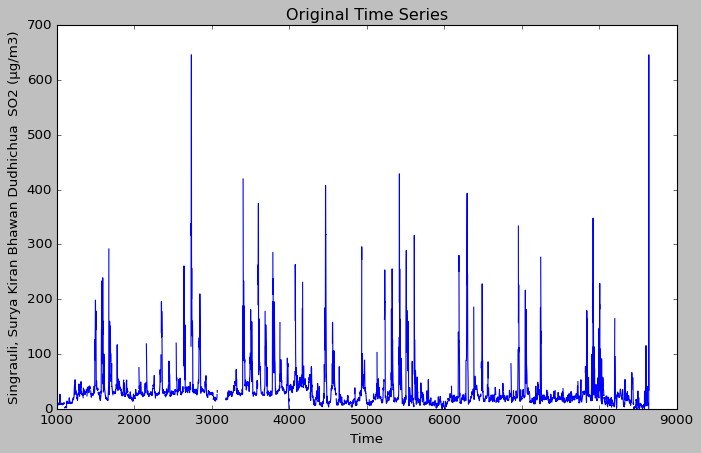 Original Time Series
Singrauli, Surya Kiran Bhawan Dudhichua  SO2 (µg/m3)
700
600
500
400
300
200
100
0
1000 2000 3000 4000 5000 6000 7000 8000 9000
Time